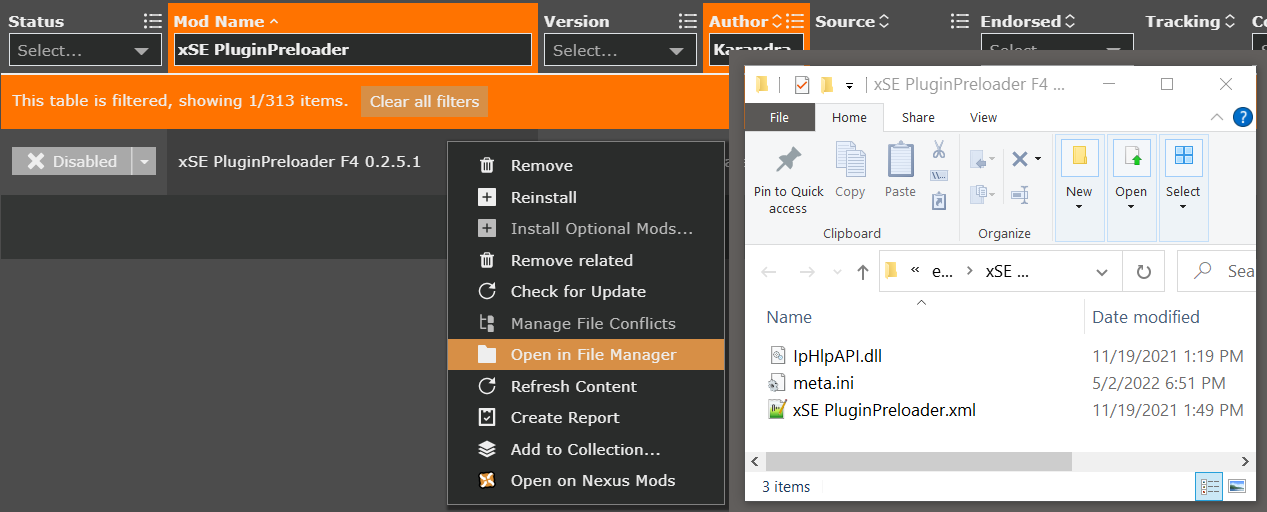 Status
Mod Name
Version
Author
Source
Endorsed
Tracking
Select...
xSE PluginPreloader
Select...
Karandra
Select
This table is filtered, showing 1/313 items.
Clear all filters
Disabled
xSE PluginPreloader F4 0.2.5.1
Remove
Reinstall
Install Optional Mods...
Remove related
Check for Update
Manage File Conflicts
Open in File Manager
Refresh Content
Create Report
Add to Collection...
Open on Nexus Mods
xSE PluginPreloader F4 ...
File
Home
Share
View
Pin to Quick
access
Copy
Paste
New
Open
Select
Clipboard
Organize
« e... › xSE ...
Sea
Name
Date modified
IpHlpAPI.dll
11/19/2021 1:19 PM
meta.ini
5/2/2022 6:51 PM
xSE PluginPreloader.xml
11/19/2021 1:49 PM
3 items